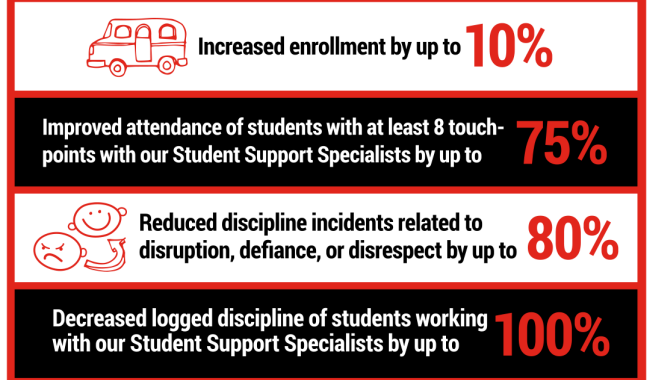 Increased enrollment by up to 10%
Improved attendance of students with at least 8 touch-
points with our Student Support Specialists by up to 75%
Reduced discipline incidents related to
disruption, defiance, or disrespect by up to 80%
Decreased logged discipline of students working
with our Student Support Specialists by up to 100%